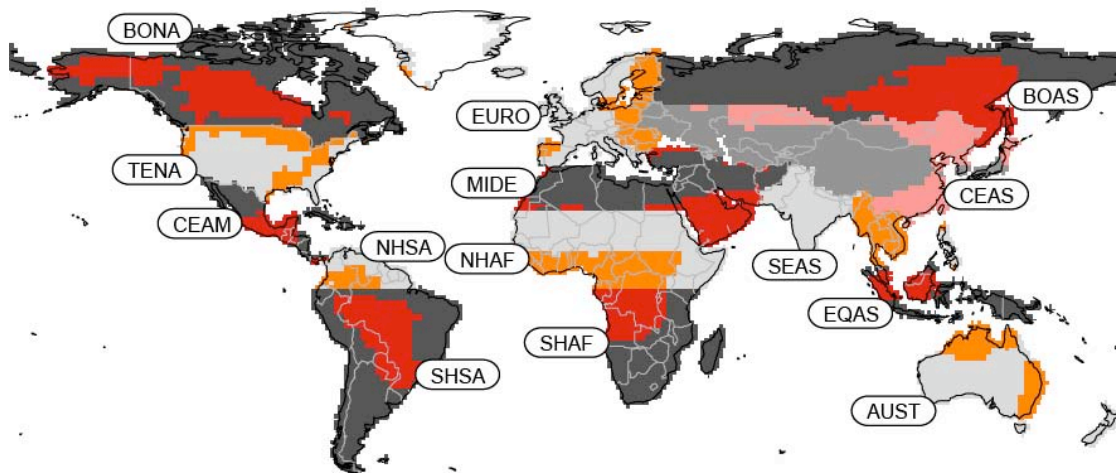 BONA
EURO
BOAS
TENA
MIDE
CEAS
CEAM
NHSA
NHAF
SEAS
EQAS
SHAF
SHSA
AUST